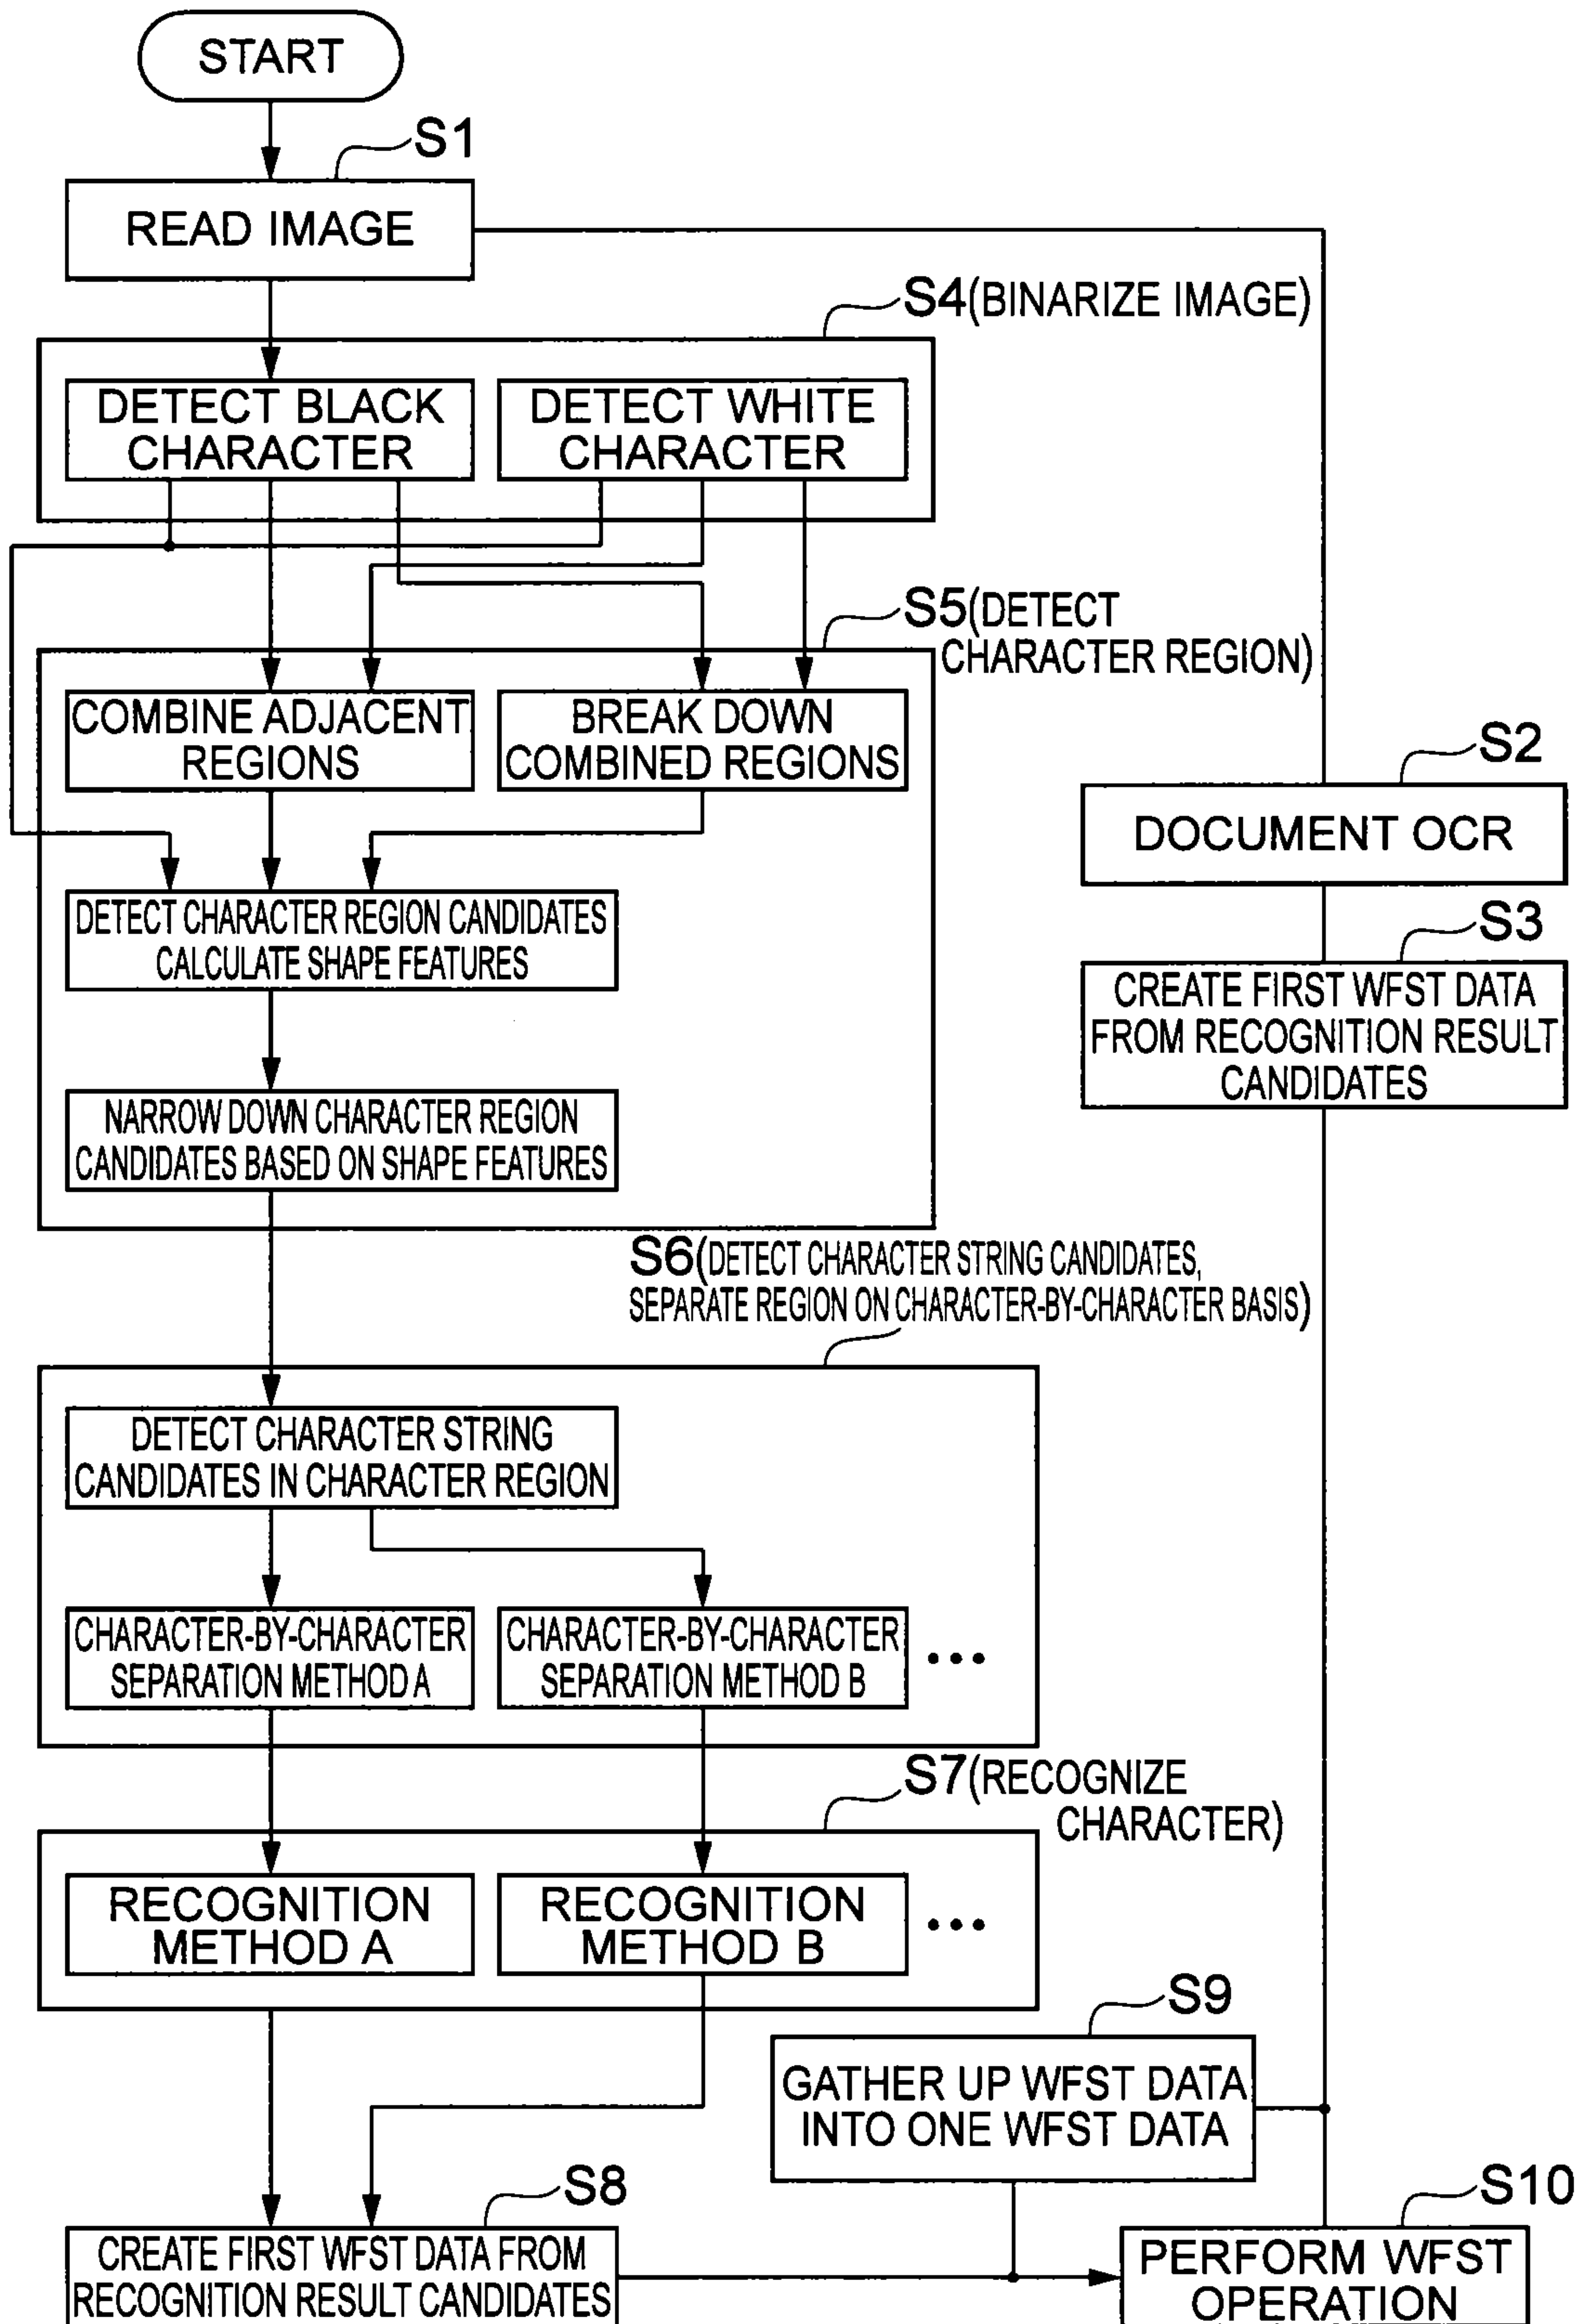 START
S1
READ IMAGE
S4(BINARIZE IMAGE)
DETECT BLACK
CHARACTER
DETECT WHITE
CHARACTER
S5(DETECT
CHARACTER REGION)
COMBINE ADJACENT
REGIONS
BREAK DOWN
COMBINED REGIONS
S2
DOCUMENT OCR
DETECT CHARACTER REGION CANDIDATES
CALCULATE SHAPE FEATURES
S3
CREATE FIRST WFST DATA
FROM RECOGNITION RESULT
CANDIDATES
NARROW DOWN CHARACTER REGION
CANDIDATES BASED ON SHAPE FEATURES
S6(DETECT CHARACTER STRING CANDIDATES,
SEPARATE REGION ON CHARACTER-BY-CHARACTER BASIS)
DETECT CHARACTER STRING
CANDIDATES IN CHARACTER REGION
CHARACTER-BY-CHARACTER
SEPARATION METHOD A
CHARACTER-BY-CHARACTER
SEPARATION METHOD B
•••
S7(RECOGNIZE
CHARACTER)
RECOGNITION
METHOD A
RECOGNITION
METHOD B
•••
S9
GATHER UP WFST DATA
INTO ONE WFST DATA
S8
CREATE FIRST WFST DATA FROM
RECOGNITION RESULT CANDIDATES
S10
PERFORM WFST
OPERATION